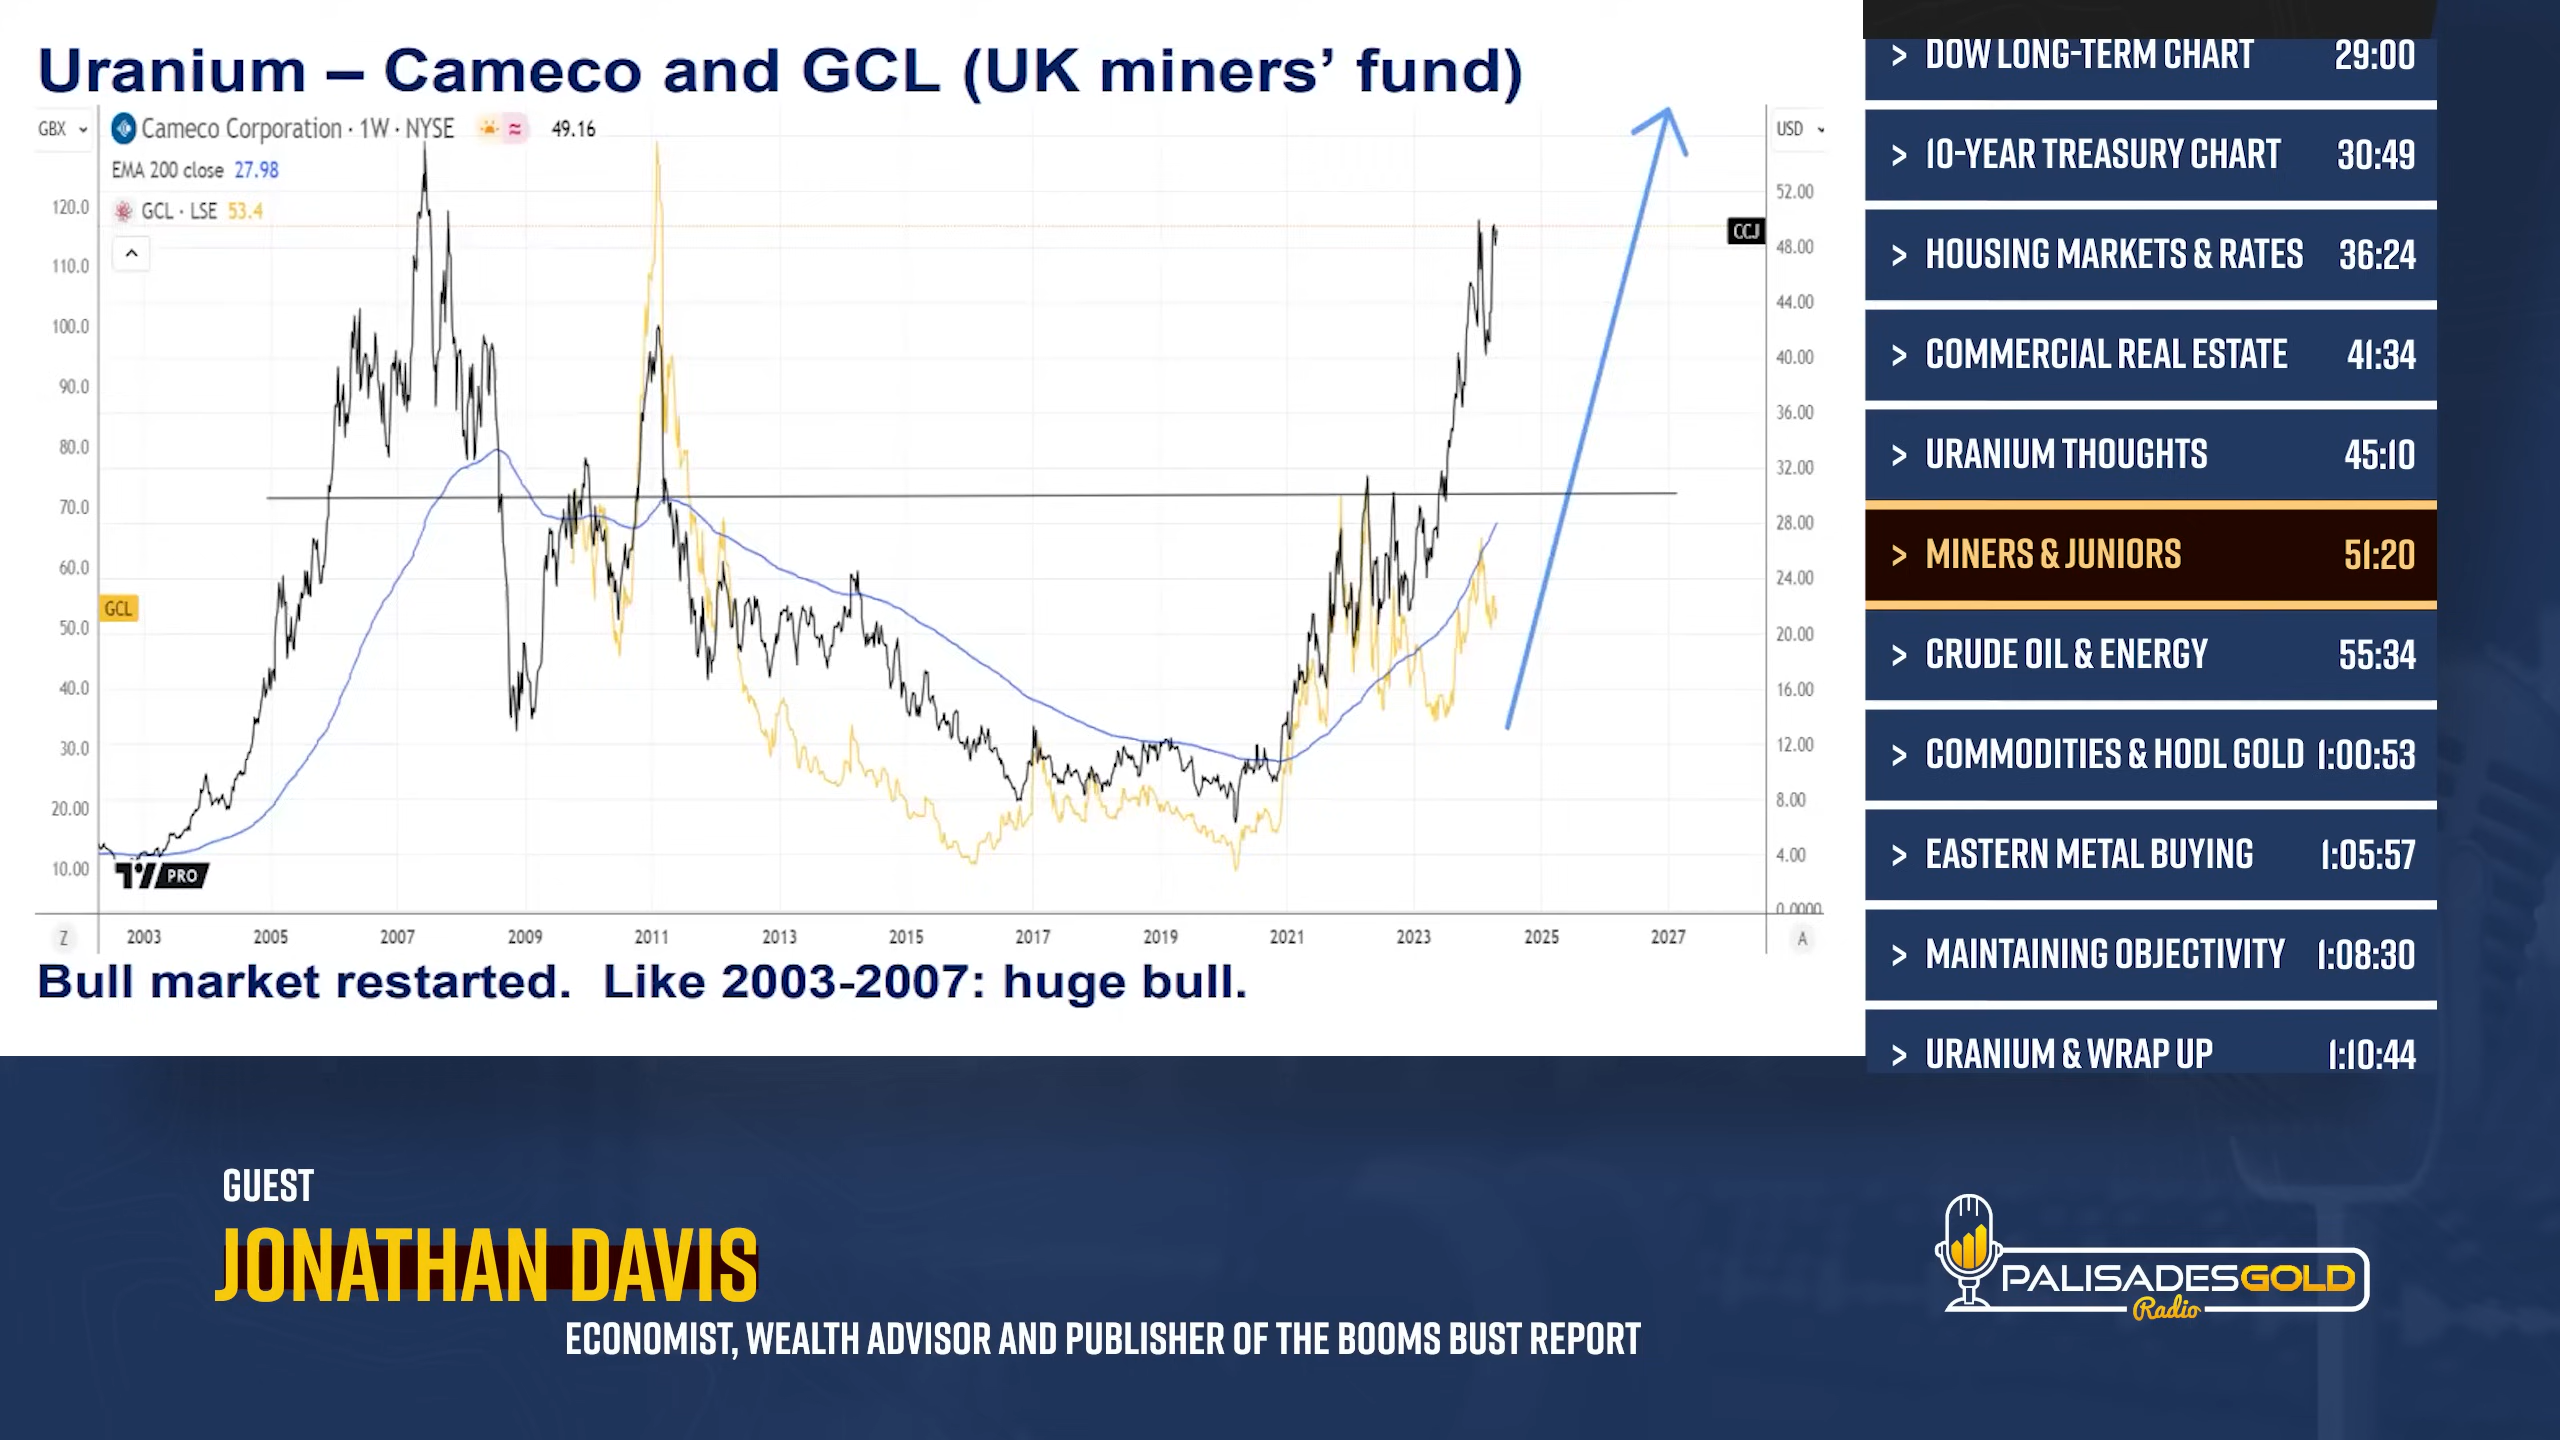 Uranium – Cameco and GCL (UK miners’ fund)
GBX
Cameco Corporation · 1W · NYSE 49.16
EMA 200 close 27.98
GCL · LSE 53.4
USD
120.0
110.0
100.0
90.0
80.0
70.0
60.0
50.0
40.0
30.0
20.00
10.00
GCL
CCJ
52.00
48.00
44.00
40.00
36.00
32.00
28.00
24.00
20.00
16.00
12.00
8.00
4.00
0.0000
PRO
Z 2003 2005 2007 2009 2011 2013 2015 2017 2019 2021 2023 2025 2027 A
Bull market restarted. Like 2003-2007: huge bull.
> DOW LONG-TERM CHART 29:00
> 10-YEAR TREASURY CHART 30:49
> HOUSING MARKETS & RATES 36:24
> COMMERCIAL REAL ESTATE 41:34
> URANIUM THOUGHTS 45:10
> MINERS & JUNIORS 51:20
> CRUDE OIL & ENERGY 55:34
> COMMODITIES & HODL GOLD 1:00:53
> EASTERN METAL BUYING 1:05:57
> MAINTAINING OBJECTIVITY 1:08:30
> URANIUM & WRAP UP 1:10:44
GUEST
JONATHAN DAVIS
ECONOMIST, WEALTH ADVISOR AND PUBLISHER OF THE BOOMS BUST REPORT
PALISADESGOLD
Radio